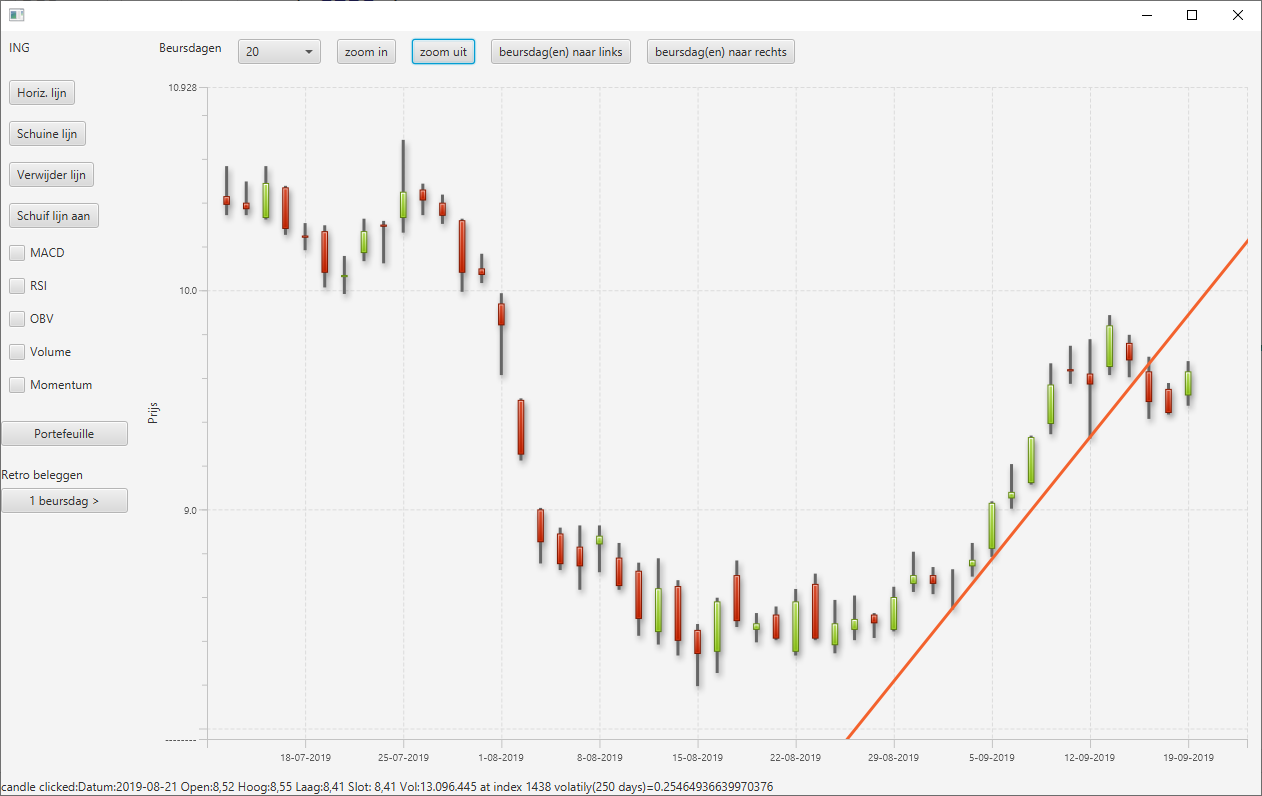 ING
Beursdagen
20
zoom in
zoom uit
beursdag(en) naar links
beursdag(en) naar rechts
Horiz. lijn
Schuine lijn
Verwijder lijn
Schuif lijn aan
MACD
RSI
OBV
Volume
Momentum
Portefeuille
Retro beleggen
1 beursdag >
Prijs
10.928
10.0
9.0
18-07-2019
25-07-2019
1-08-2019
8-08-2019
15-08-2019
22-08-2019
29-08-2019
5-09-2019
12-09-2019
19-09-2019
candle clicked:Datum:2019-08-21 Open:8,52 Hoog:8,55 Laag:8,41 Slot: 8,41 Vol:13.096.445 at index 1438 volatily(250 days)=0.25464936639970376